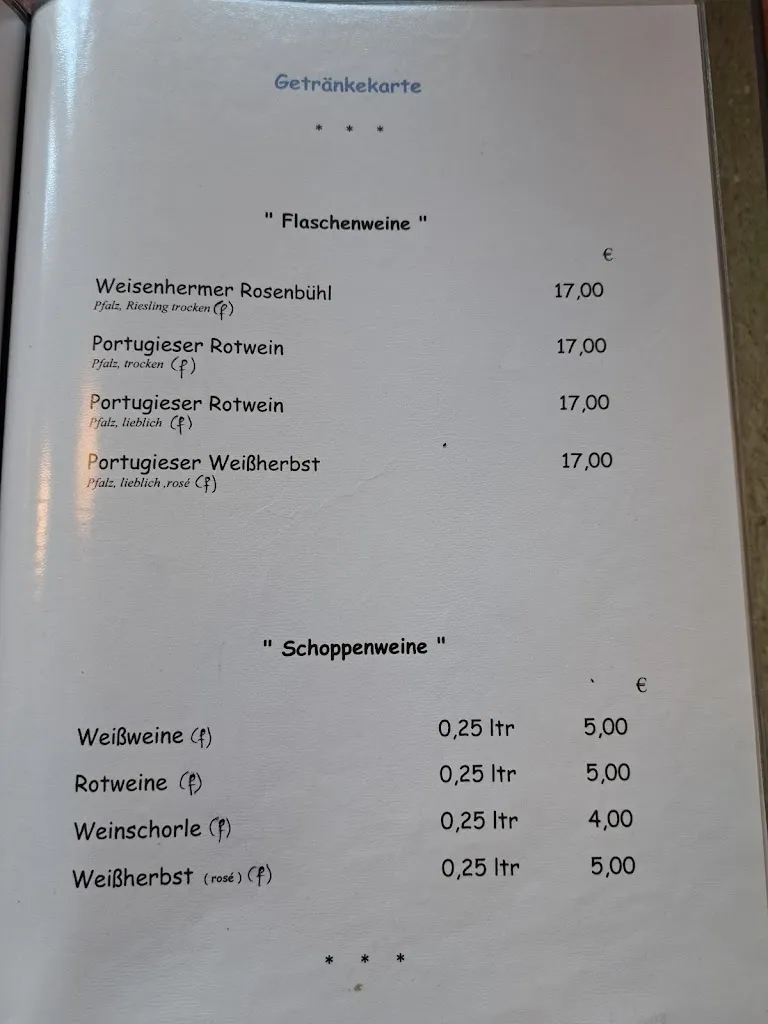 Getränkekarte
* * *
" Flaschenweine "
€
Weisenhermer Rosenbühl 17,00
Pfalz, Riesling trocken (f)
Portugieser Rotwein 17,00
Pfalz, trocken (f)
Portugieser Rotwein 17,00
Pfalz, lieblich (f)
Portugieser Weißherbst 17,00
Pfalz, lieblich ,rosé (f)
" Schoppenweine "
€
Weißweine (f) 0,25 ltr 5,00
Rotweine (f) 0,25 ltr 5,00
Weinschorle (f) 0,25 ltr 4,00
Weißherbst (rosé) (f) 0,25 ltr 5,00
* * *